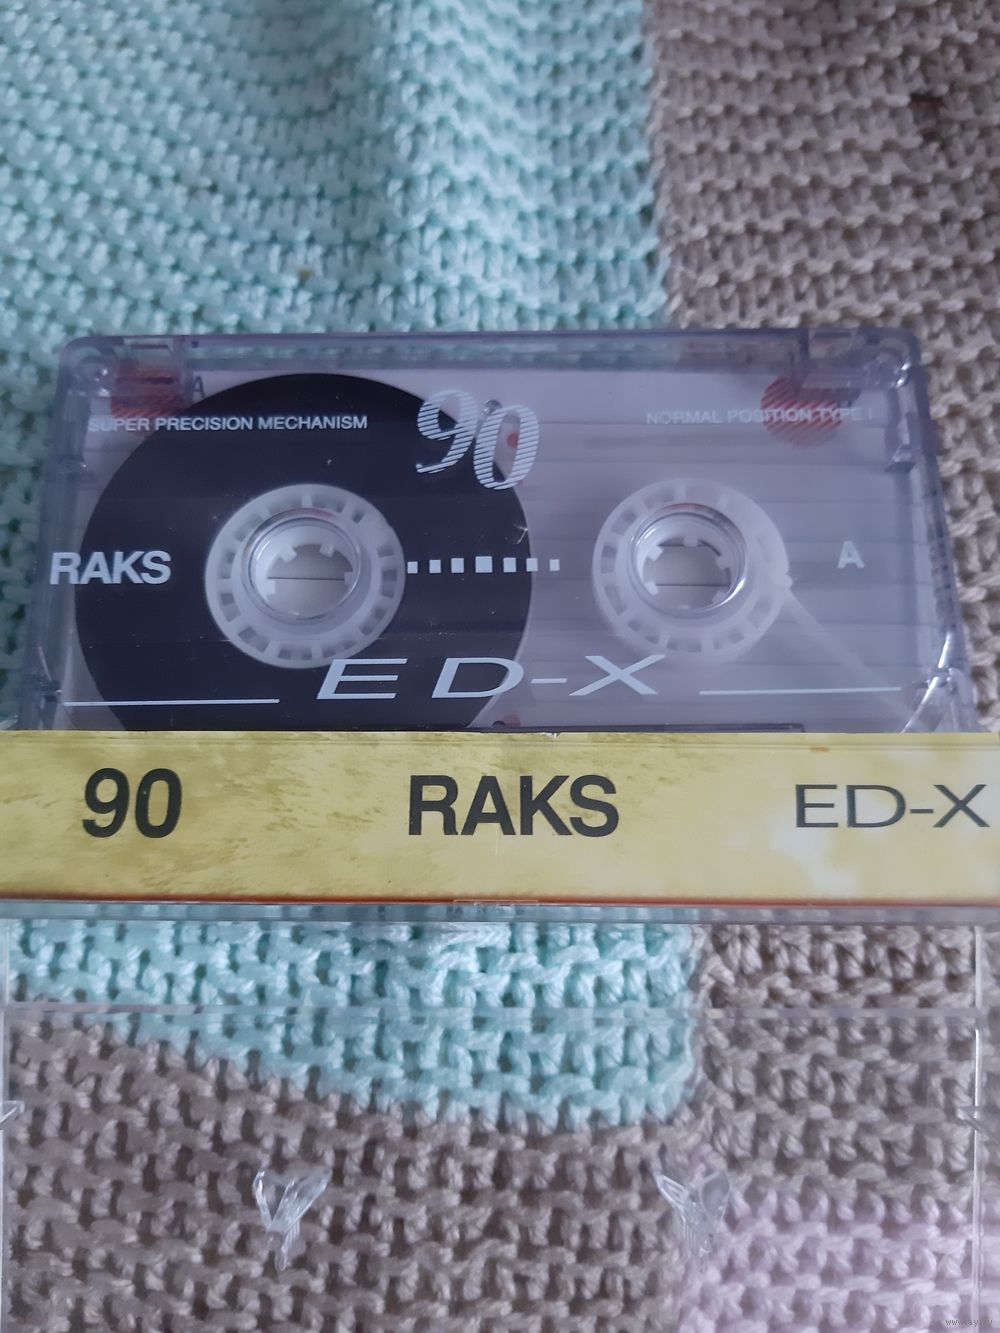 A
SUPER PRECISION MECHANISM
90
NORMAL POSITION TYPE I
RAKS
A
ED-X
90 RAKS ED-X